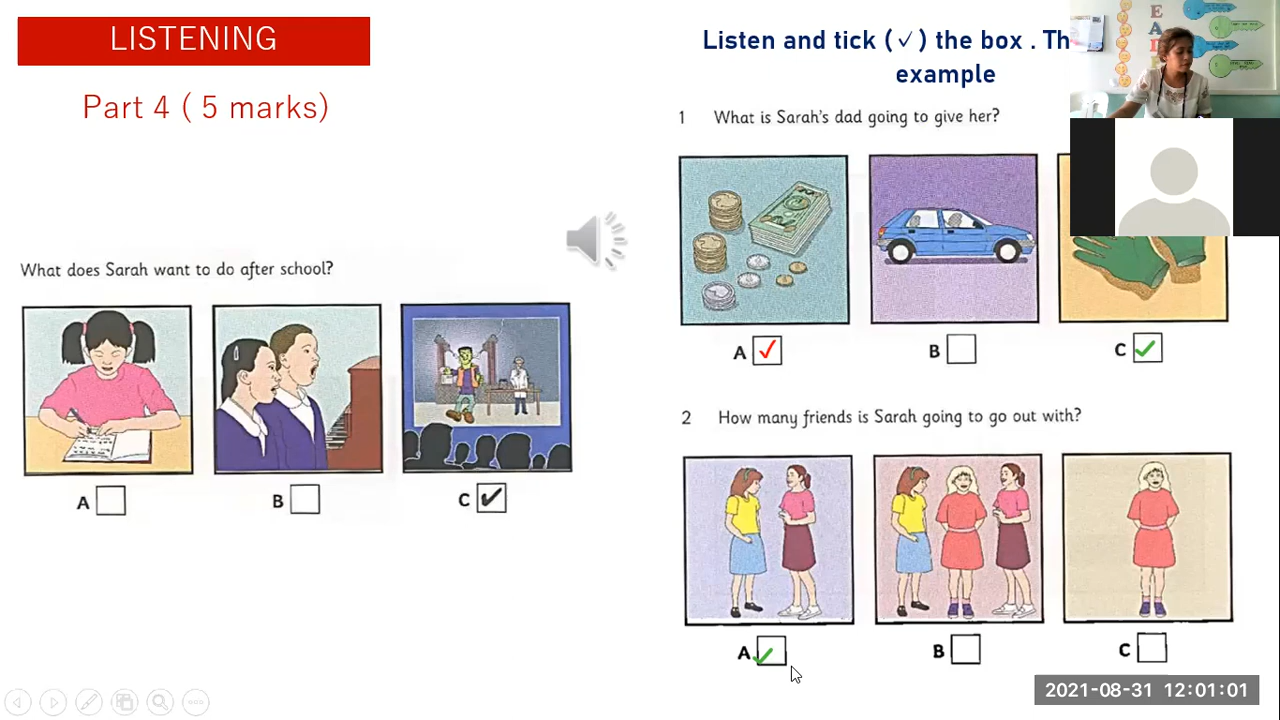 LISTENING
Part 4 ( 5 marks)
What does Sarah want to do after school?
A
B
C ✔
Listen and tick (✓) the box . Th
example
1 What is Sarah's dad going to give her?
A ✓
B
C ✓
2 How many friends is Sarah going to go out with?
A ✓
B
C
E
A
2021-08-31 12:01:01